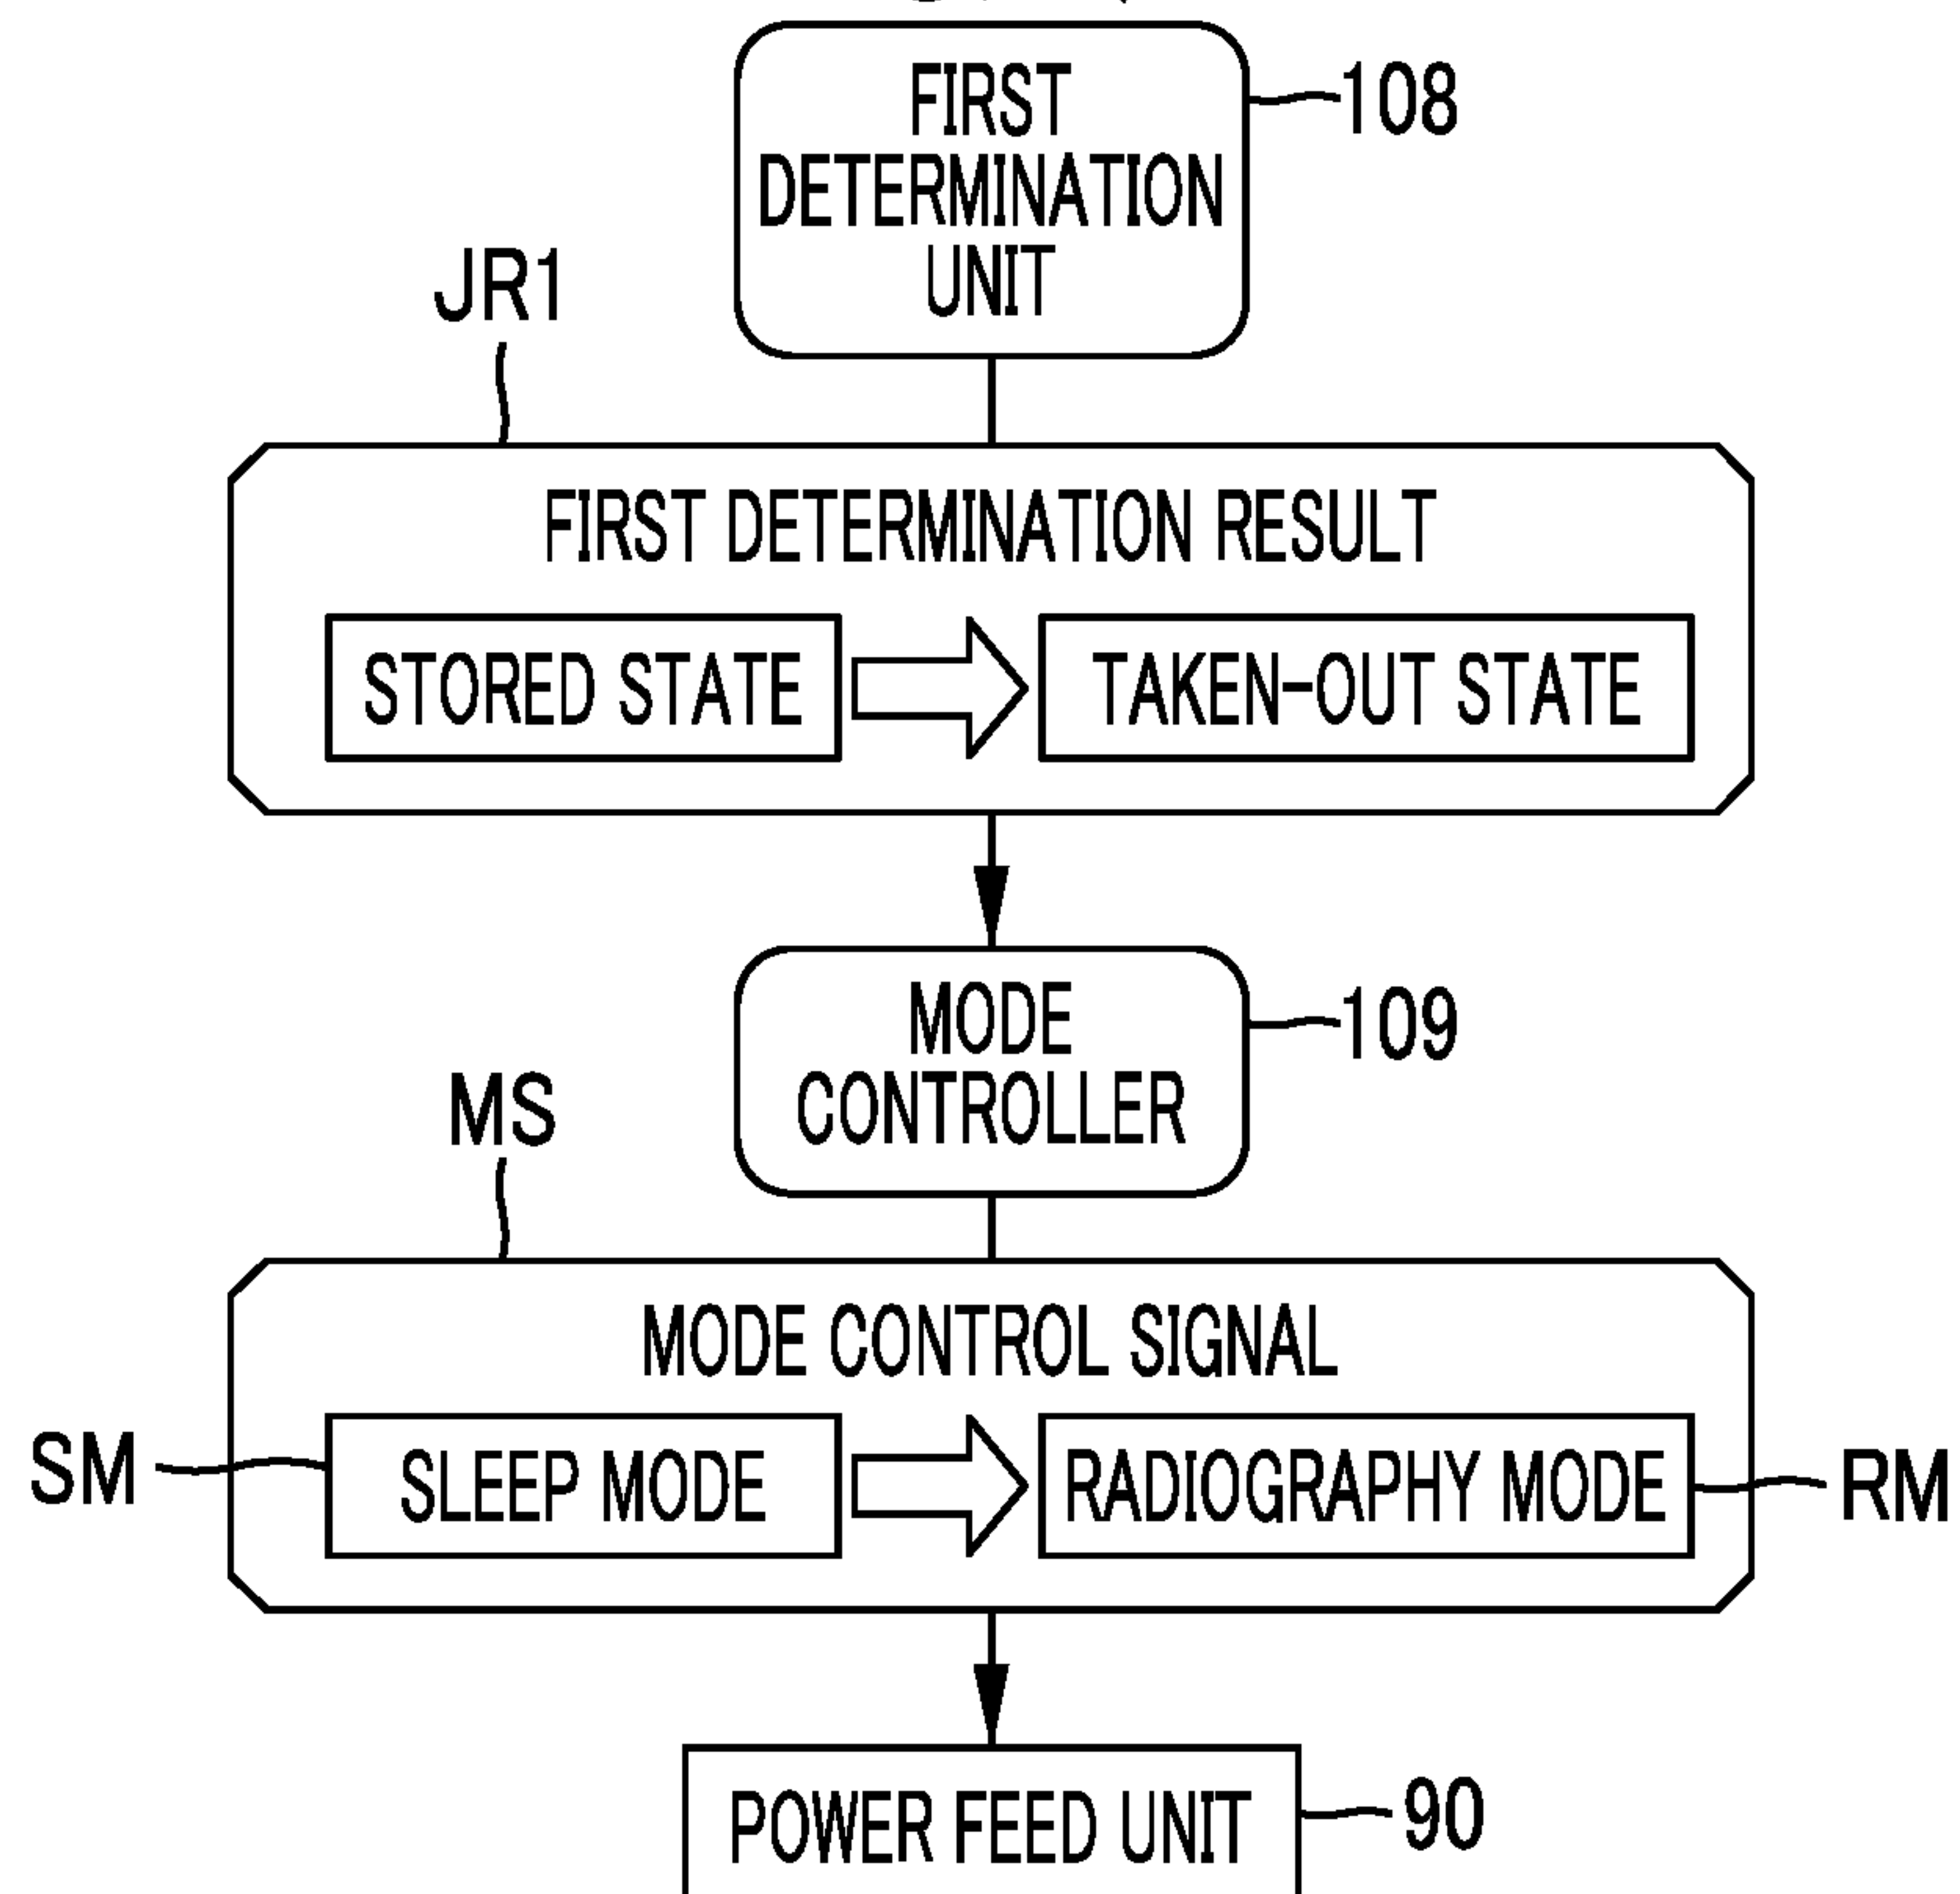 FIRST
DETERMINATION
UNIT
108
JR1
FIRST DETERMINATION RESULT
STORED STATE
TAKEN-OUT STATE
MODE
CONTROLLER
109
MS
MODE CONTROL SIGNAL
SM
SLEEP MODE
RADIOGRAPHY MODE
RM
POWER FEED UNIT
90